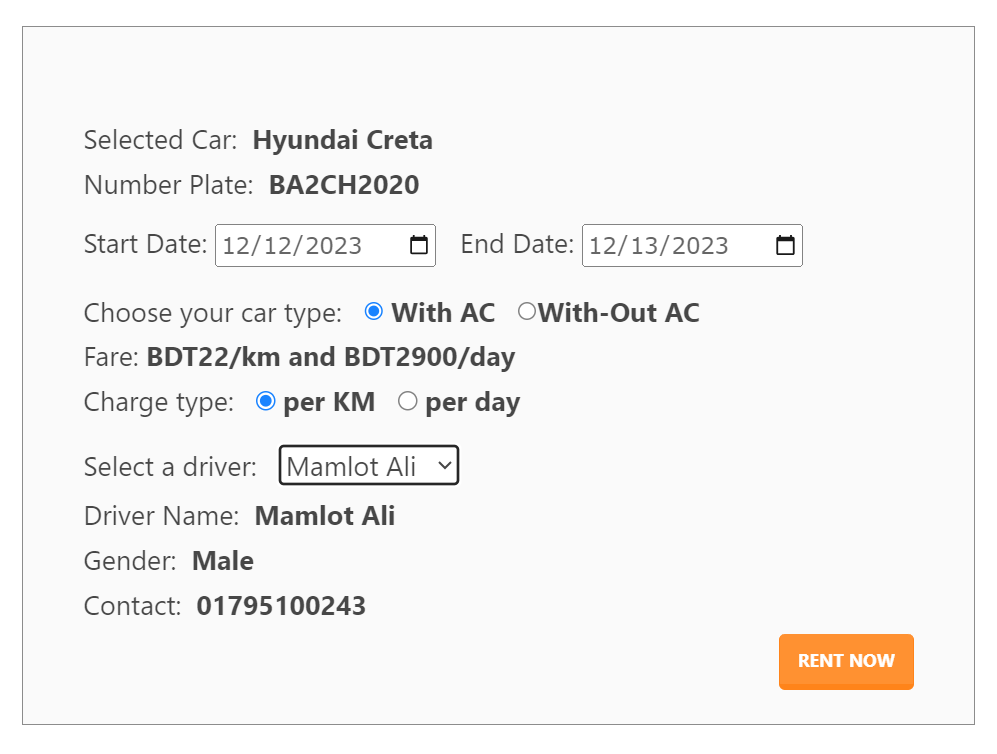 Selected Car: Hyundai Creta
Number Plate: BA2CH2020
Start Date: 12/12/2023 End Date: 12/13/2023
Choose your car type: With AC With-Out AC
Fare: BDT22/km and BDT2900/day
Charge type: per KM per day
Select a driver: Mamlot Ali
Driver Name: Mamlot Ali
Gender: Male
Contact: 01795100243
RENT NOW